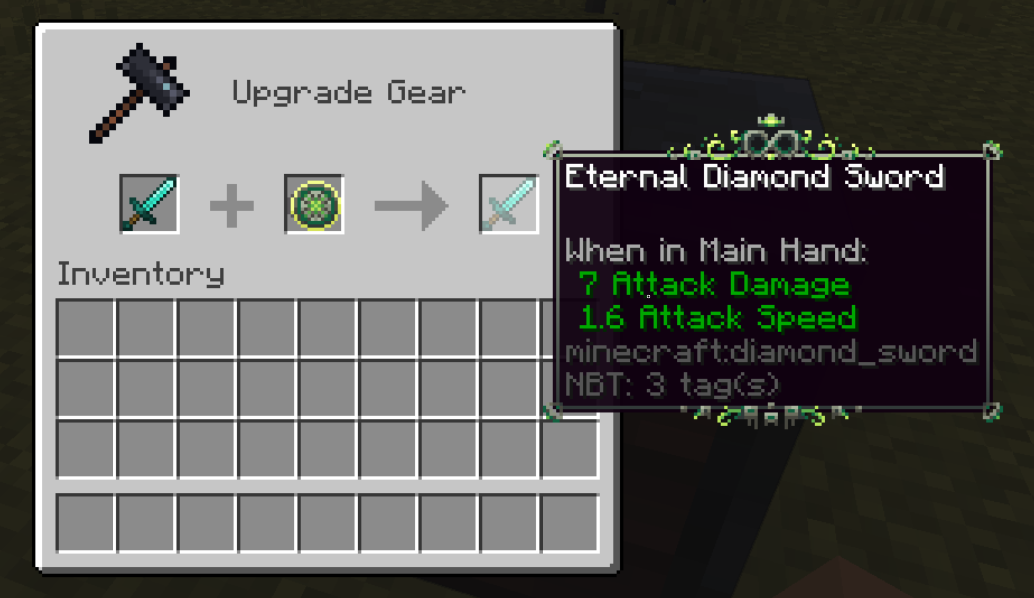 Upgrade Gear
Inventory
Eternal Diamond Sword
When in Main Hand:
7 Attack Damage
1.6 Attack Speed
minecraft:diamond_sword
NBT: 3 tag(s)